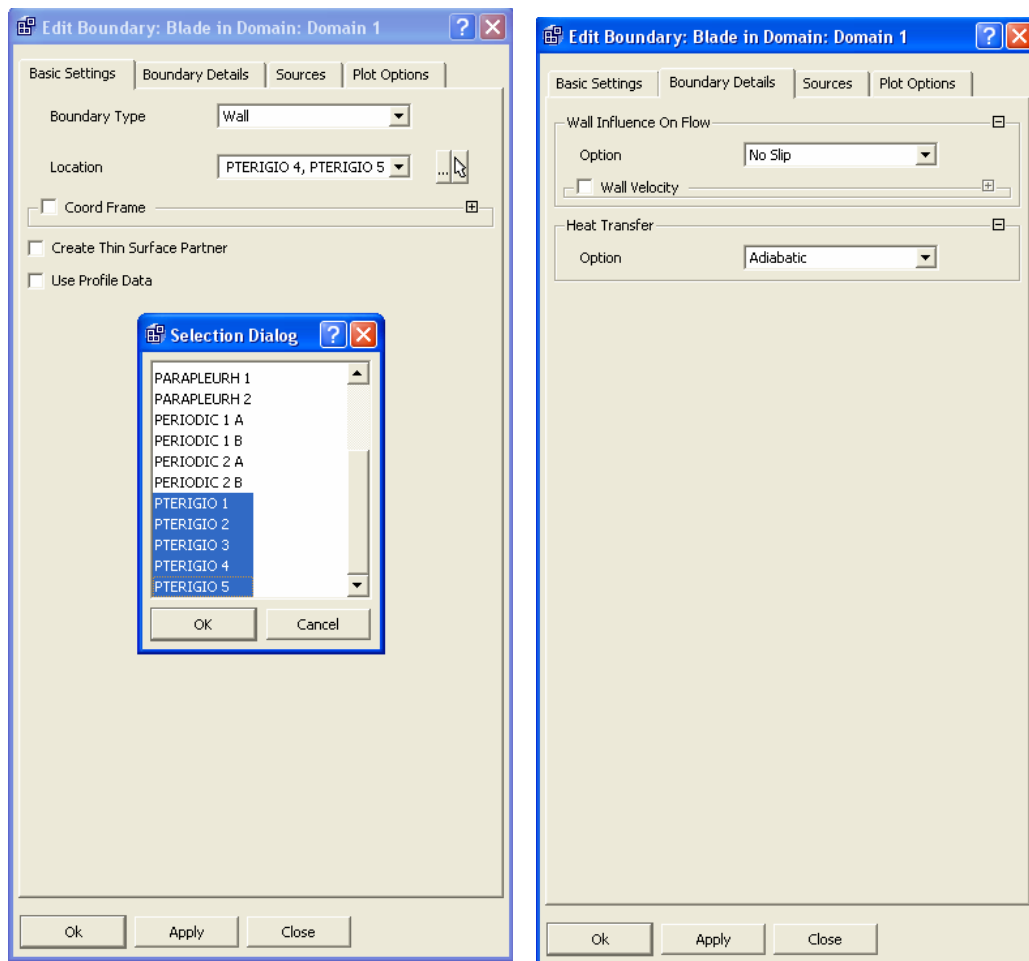 Edit Boundary: Blade in Domain: Domain 1
Basic Settings Boundary Details Sources Plot Options
Boundary Type Wall
Location PTERIGIO 4, PTERIGIO 5 ...
Coord Frame
Create Thin Surface Partner
Use Profile Data
Selection Dialog
PARAPLEURH 1
PARAPLEURH 2
PERIODIC 1 A
PERIODIC 1 B
PERIODIC 2 A
PERIODIC 2 B
PTERIGIO 1
PTERIGIO 2
PTERIGIO 3
PTERIGIO 4
PTERIGIO 5
OK Cancel
Ok Apply Close
Edit Boundary: Blade in Domain: Domain 1
Basic Settings Boundary Details Sources Plot Options
Wall Influence On Flow
Option No Slip
Wall Velocity
Heat Transfer
Option Adiabatic
Ok Apply Close